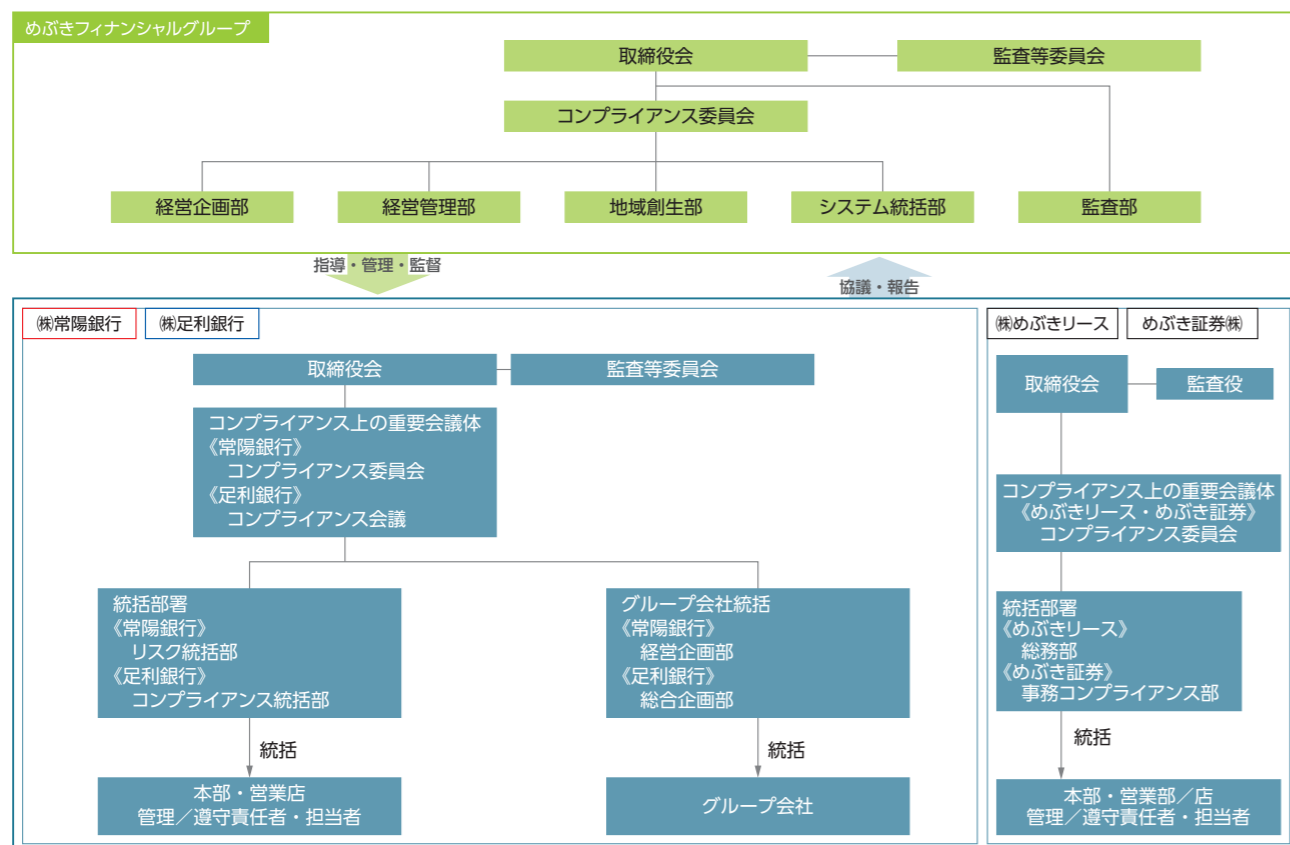 めぶきフィナンシャルグループ
取締役会
監査等委員会
コンプライアンス委員会
経営企画部
経営管理部
地域創生部
システム統括部
監査部
指導・管理・監督
協議・報告
㈱常陽銀行
㈱足利銀行
取締役会
監査等委員会
コンプライアンス上の重要会議体
《常陽銀行》
コンプライアンス委員会
《足利銀行》
コンプライアンス会議
統括部署
《常陽銀行》
リスク統括部
《足利銀行》
コンプライアンス統括部
グループ会社統括
《常陽銀行》
経営企画部
《足利銀行》
総合企画部
統括
統括
本部・営業店
管理／遵守責任者・担当者
グループ会社
㈱めぶきリース
めぶき証券㈱
取締役会
監査役
コンプライアンス上の重要会議体
《めぶきリース・めぶき証券》
コンプライアンス委員会
統括部署
《めぶきリース》
総務部
《めぶき証券》
事務コンプライアンス部
統括
本部・営業部／店
管理／遵守責任者・担当者